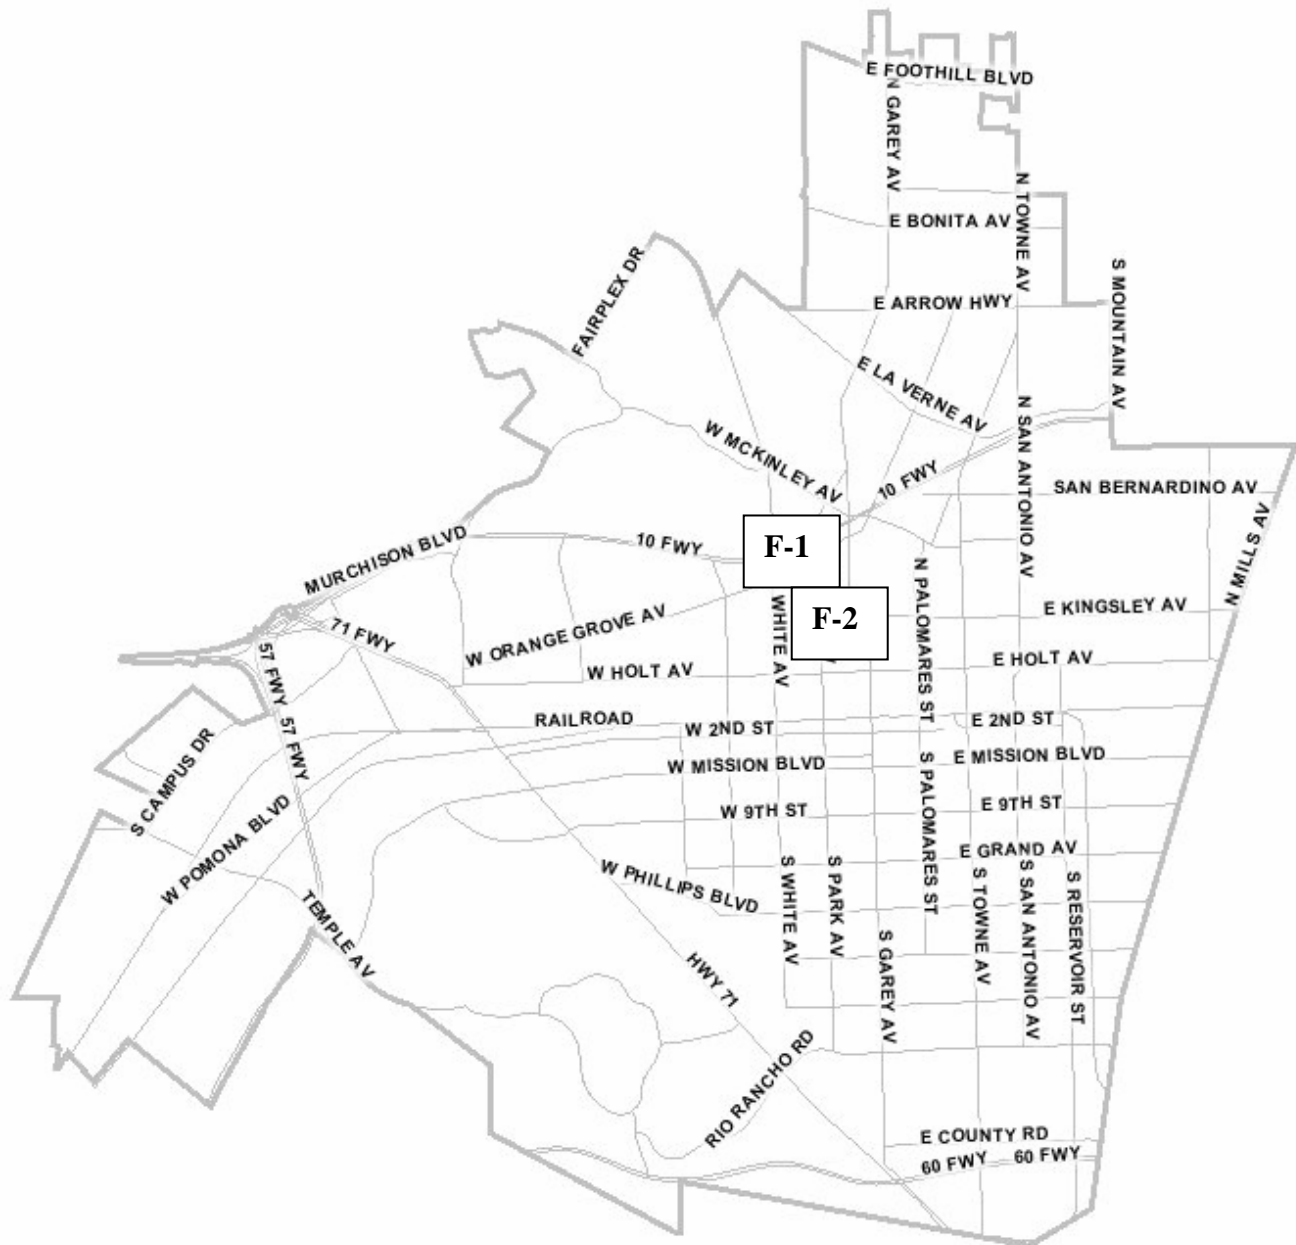 E FOOTHILL BLVD
N GAREY AV
N TOWNE AV
E BONITA AV
FAIRPLEX DR
S MOUNTAIN AV
E ARROW HWY
E LA VERNE AV
N SAN ANTONIO AV
W MCKINLEY AV
10 FWY
SAN BERNARDINO AV
N MILLS AV
MURCHISON BLVD
10 FWY
F-1
N PALOMARES ST
71 FWY
W ORANGE GROVE AV
WHITE AV
F-2
E KINGSLEY AV
57 FWY
W HOLT AV
E HOLT AV
57 FWY
RAILROAD
W 2ND ST
E 2ND ST
S CAMPUS DR
W MISSION BLVD
S PALOMARES ST
E MISSION BLVD
W POMONA BLVD
W 9TH ST
E 9TH ST
E GRAND AV
W PHILLIPS BLVD
S WHITE AV
S PARK AV
S TOWNE AV
S SAN ANTONIO AV
S RESERVOIR ST
TEMPLE AV
S GAREY AV
HWY 71
RIO RANCHO RD
E COUNTY RD
60 FWY
60 FWY